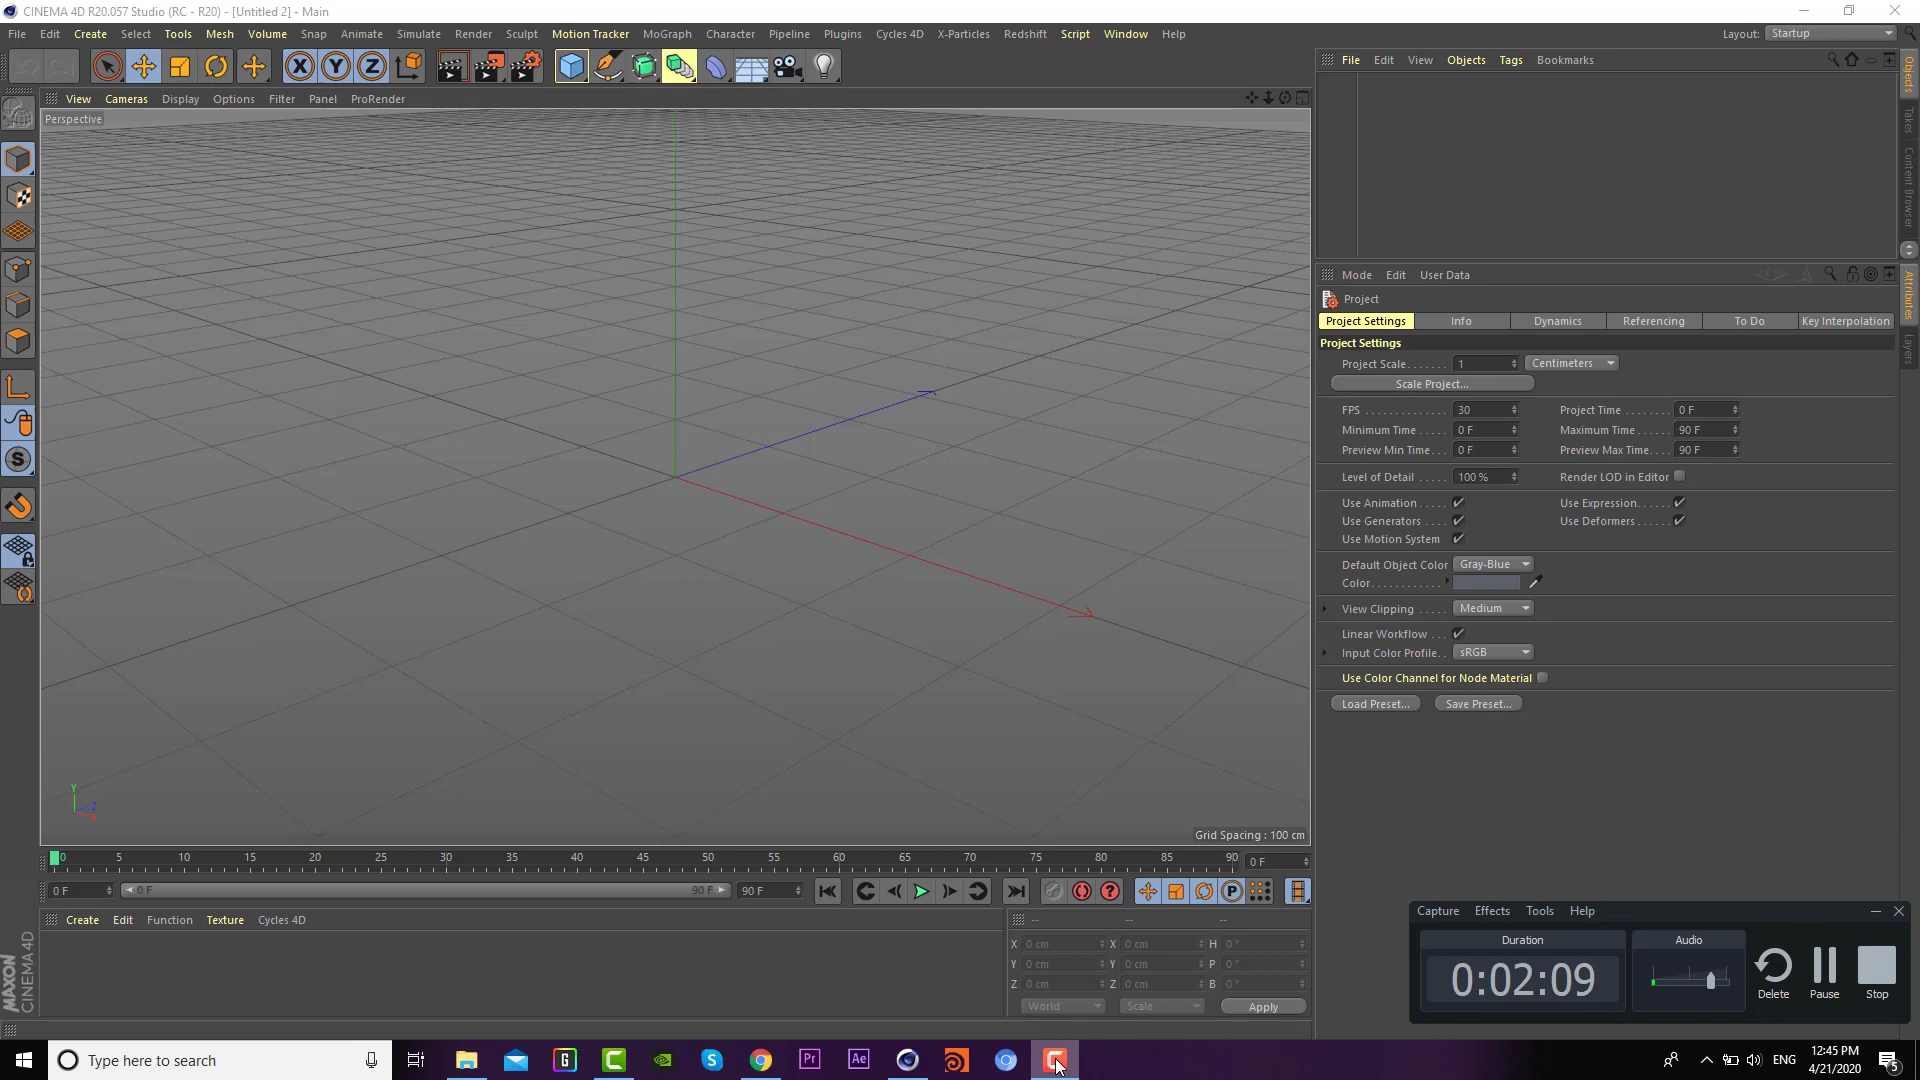 CINEMA 4D R20.057 Studio (RC - R20) - [Untitled 2] - Main
File Edit Create Select Tools Mesh Volume Snap Animate Simulate Render Sculpt Motion Tracker MoGraph Character Pipeline Plugins Cycles 4D X-Particles Redshift Script Window Help
Layout: Startup
X Y Z
File Edit View Objects Tags Bookmarks
View Cameras Display Options Filter Panel ProRender
Perspective
Objects
Takes
Content Browser
Attributes
Layers
Mode Edit User Data
Project
Project Settings Info Dynamics Referencing To Do Key Interpolation
Project Settings
Project Scale 1 Centimeters
Scale Project...
FPS 30 Project Time 0 F
Minimum Time 0 F Maximum Time 90 F
Preview Min Time 0 F Preview Max Time 90 F
Level of Detail 100 % Render LOD in Editor
Use Animation Use Expression
Use Generators Use Deformers
Use Motion System
Default Object Color Gray-Blue
Color
View Clipping Medium
Linear Workflow
Input Color Profile sRGB
Use Color Channel for Node Material
Load Preset... Save Preset...
S
Y
Z
X
Grid Spacing : 100 cm
0 5 10 15 20 25 30 35 40 45 50 55 60 65 70 75 80 85 90 0 F
0 F 0 F 90 F 90 F
? P
Create Edit Function Texture Cycles 4D
-- -- --
X 0 cm X 0 cm H 0 °
Y 0 cm Y 0 cm P 0 °
Z 0 cm Z 0 cm B 0 °
World Scale Apply
MAXON
CINEMA 4D
Capture Effects Tools Help
Duration Audio
0:02:09
Delete Pause Stop
Type here to search
G
S
Pr
Ae
ENG
12:45 PM
4/21/2020
5